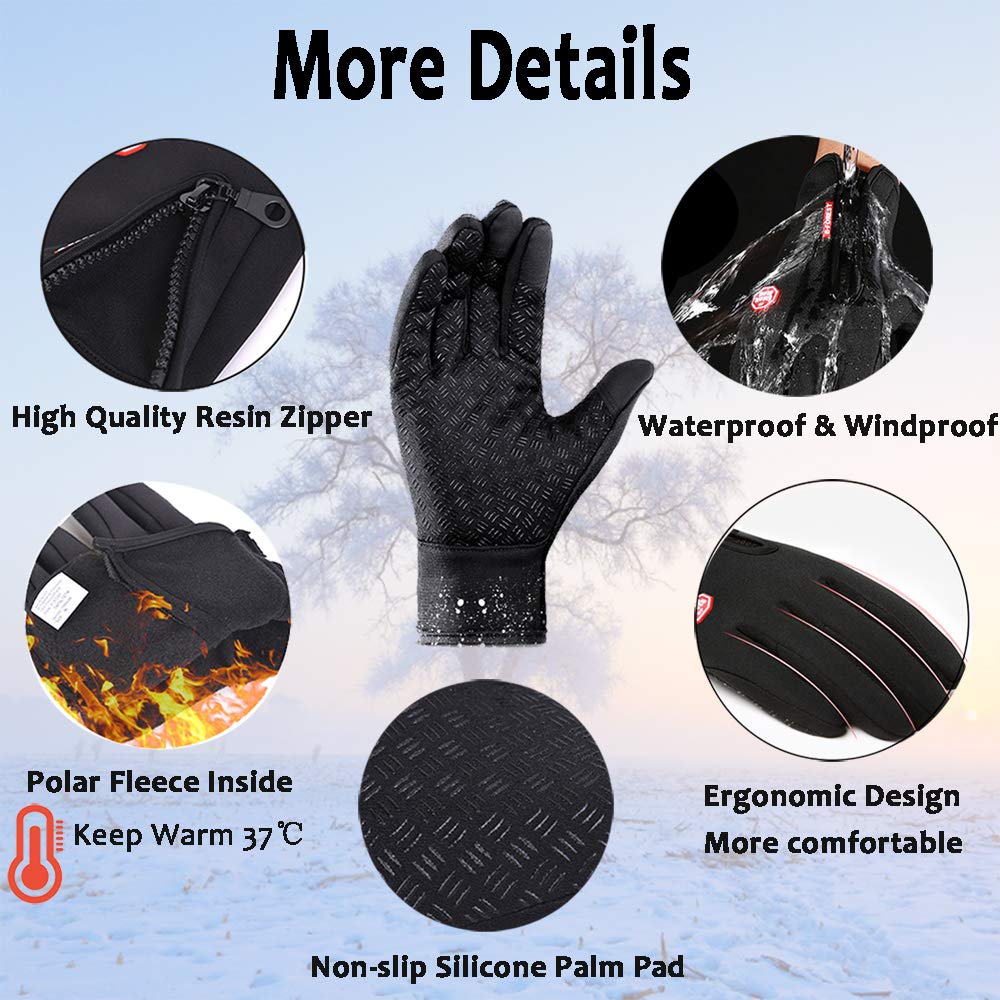 More Details
High Quality Resin Zipper
Waterproof & Windproof
Polar Fleece Inside
Keep Warm 37℃
Ergonomic Design
More comfortable
Non-slip Silicone Palm Pad